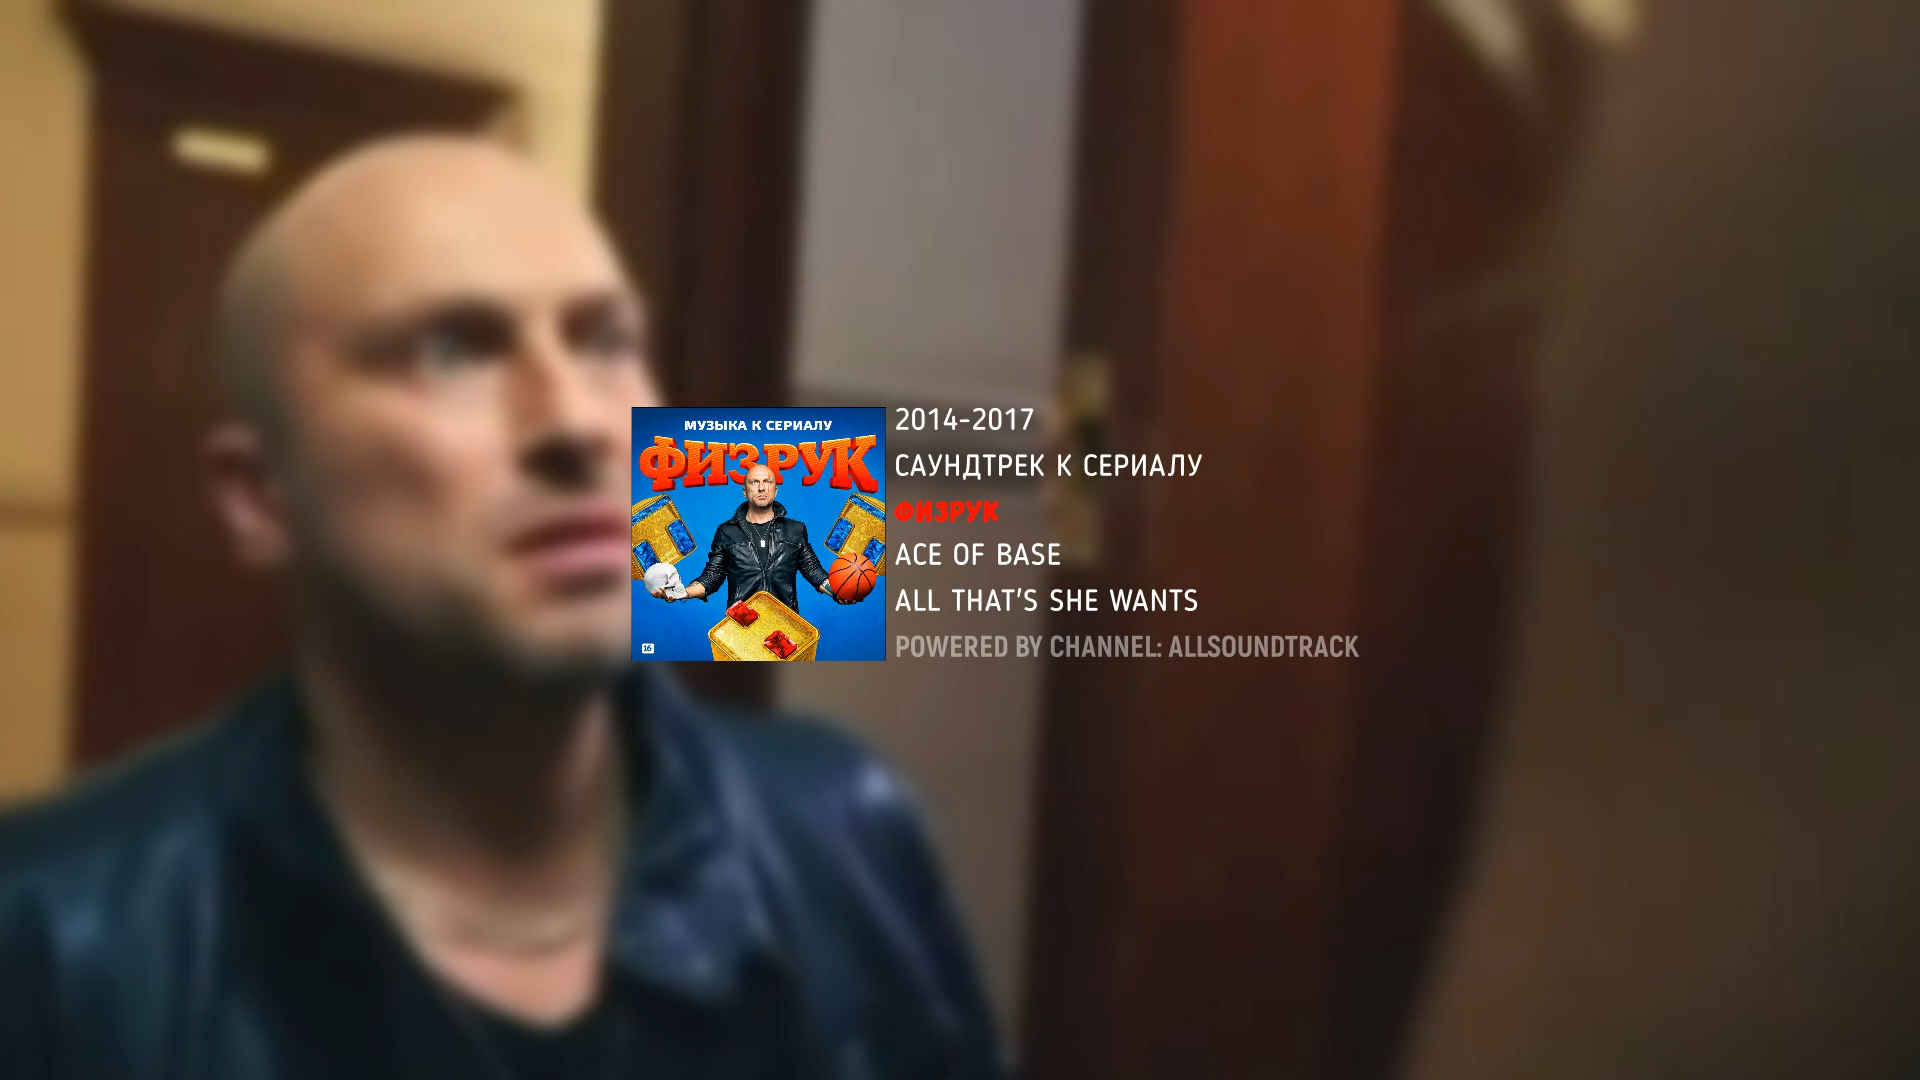 МУЗЫКА К СЕРИАЛУ
ФИЗРУК
16+
2014-2017
САУНДТРЕК К СЕРИАЛУ
ФИЗРУК
ACE OF BASE
ALL THAT'S SHE WANTS
POWERED BY CHANNEL: ALLSOUNDTRACK